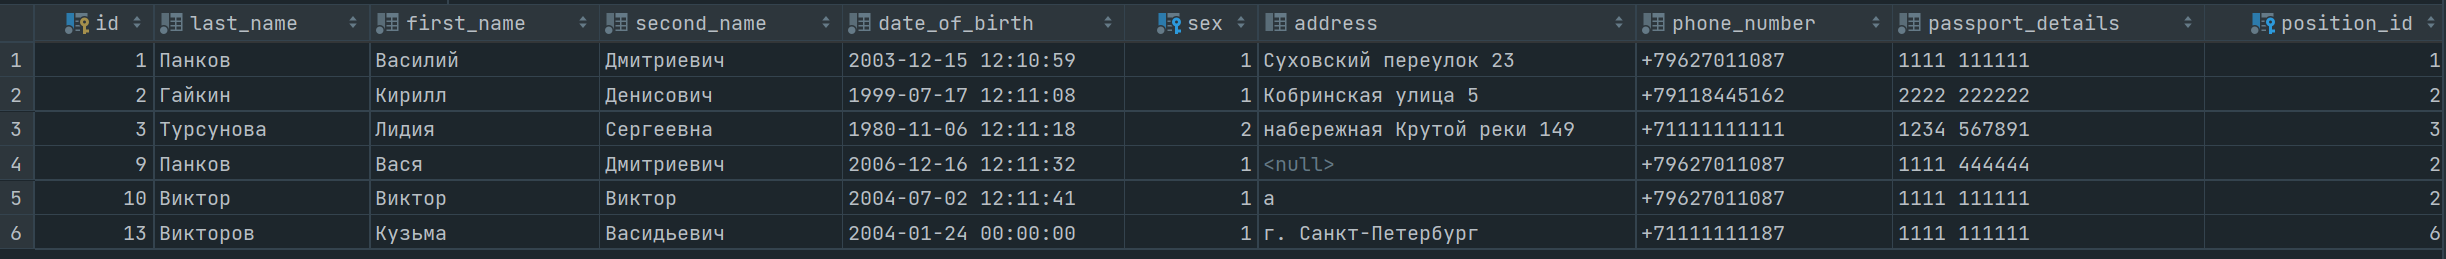 id last_name first_name second_name date_of_birth sex address phone_number passport_details position_id
1 1 Панков Василий Дмитриевич 2003-12-15 12:10:59 1 Суховский переулок 23 +79627011087 1111 111111 1
2 2 Гайкин Кирилл Денисович 1999-07-17 12:11:08 1 Кобринская улица 5 +79118445162 2222 222222 2
3 3 Турсунова Лидия Сергеевна 1980-11-06 12:11:18 2 набережная Крутой реки 149 +71111111111 1234 567891 3
4 9 Панков Вася Дмитриевич 2006-12-16 12:11:32 1 <null> +79627011087 1111 444444 2
5 10 Виктор Виктор Виктор 2004-07-02 12:11:41 1 а +79627011087 1111 111111 2
6 13 Викторов Кузьма Васидьевич 2004-01-24 00:00:00 1 г. Санкт-Петербург +71111111187 1111 111111 6